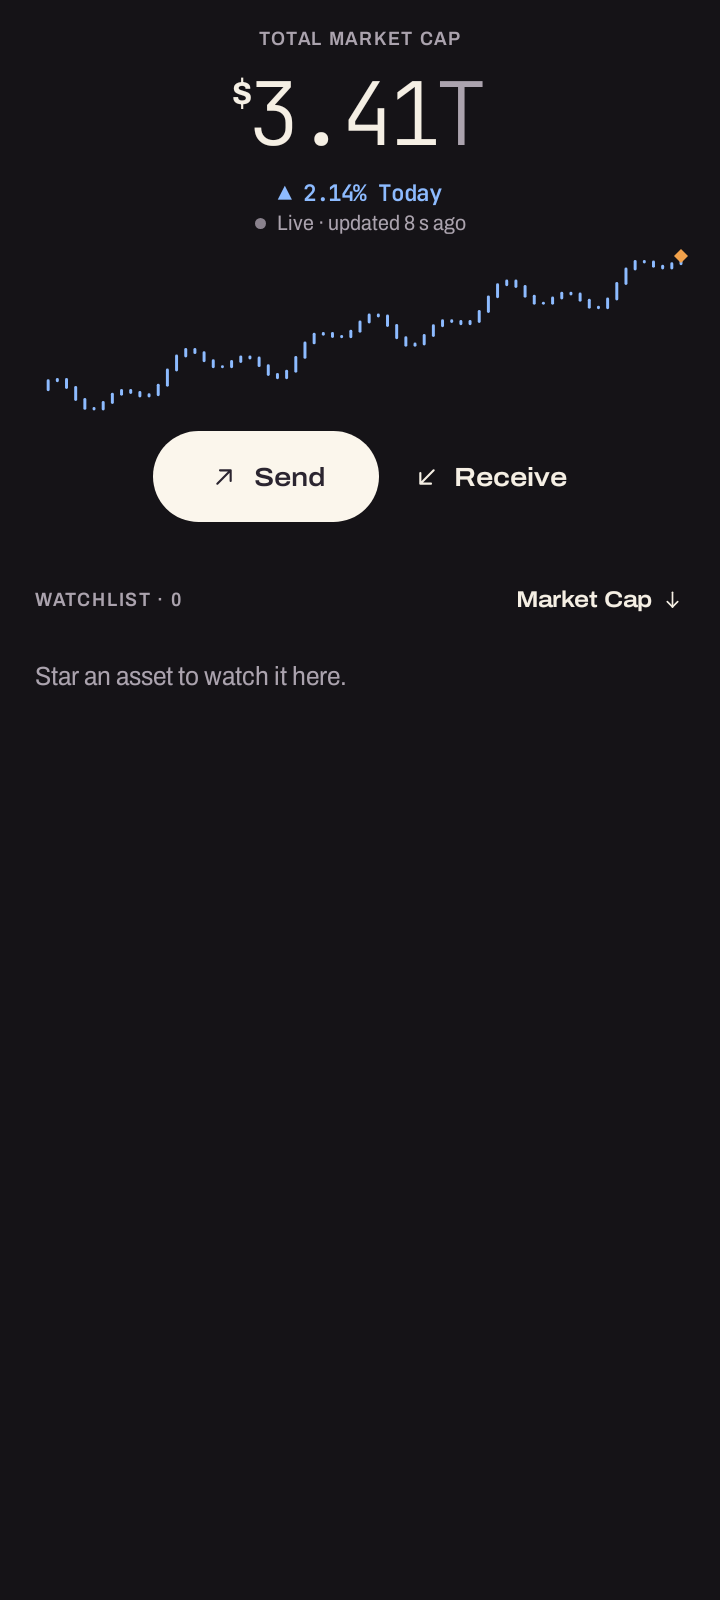 TOTAL MARKET CAP
$3.41T
▲ 2.14% Today
Live · updated 8 s ago
Send
Receive
WATCHLIST · 0
Market Cap ↓
Star an asset to watch it here.